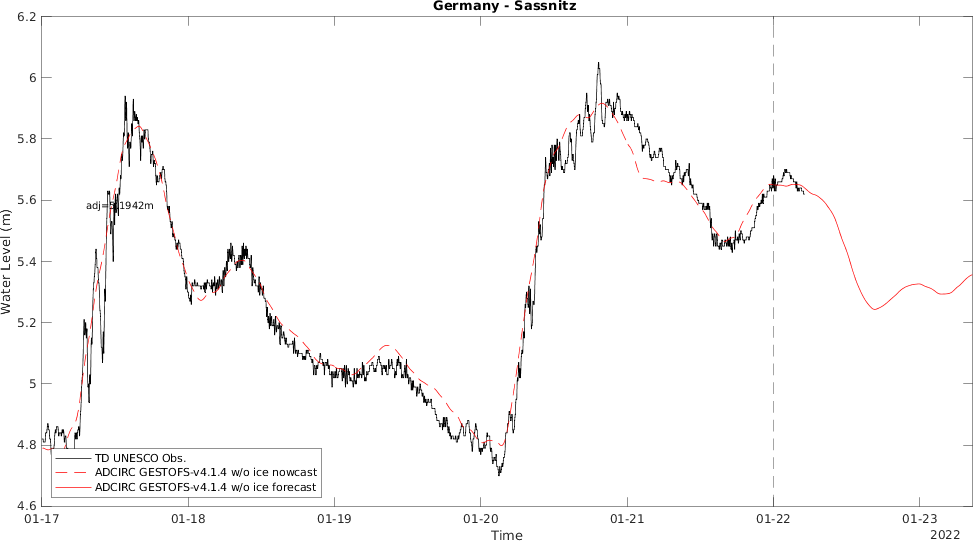 Germany - Sassnitz
6.2
6
5.8
5.6
5.4
5.2
5
4.8
4.6
Water Level (m)
TD UNESCO Obs.
ADCIRC GESTOFS-v4.1.4 w/o ice nowcast
ADCIRC GESTOFS-v4.1.4 w/o ice forecast
01-17
01-18
01-19
01-20
01-21
01-22
01-23
Time
2022